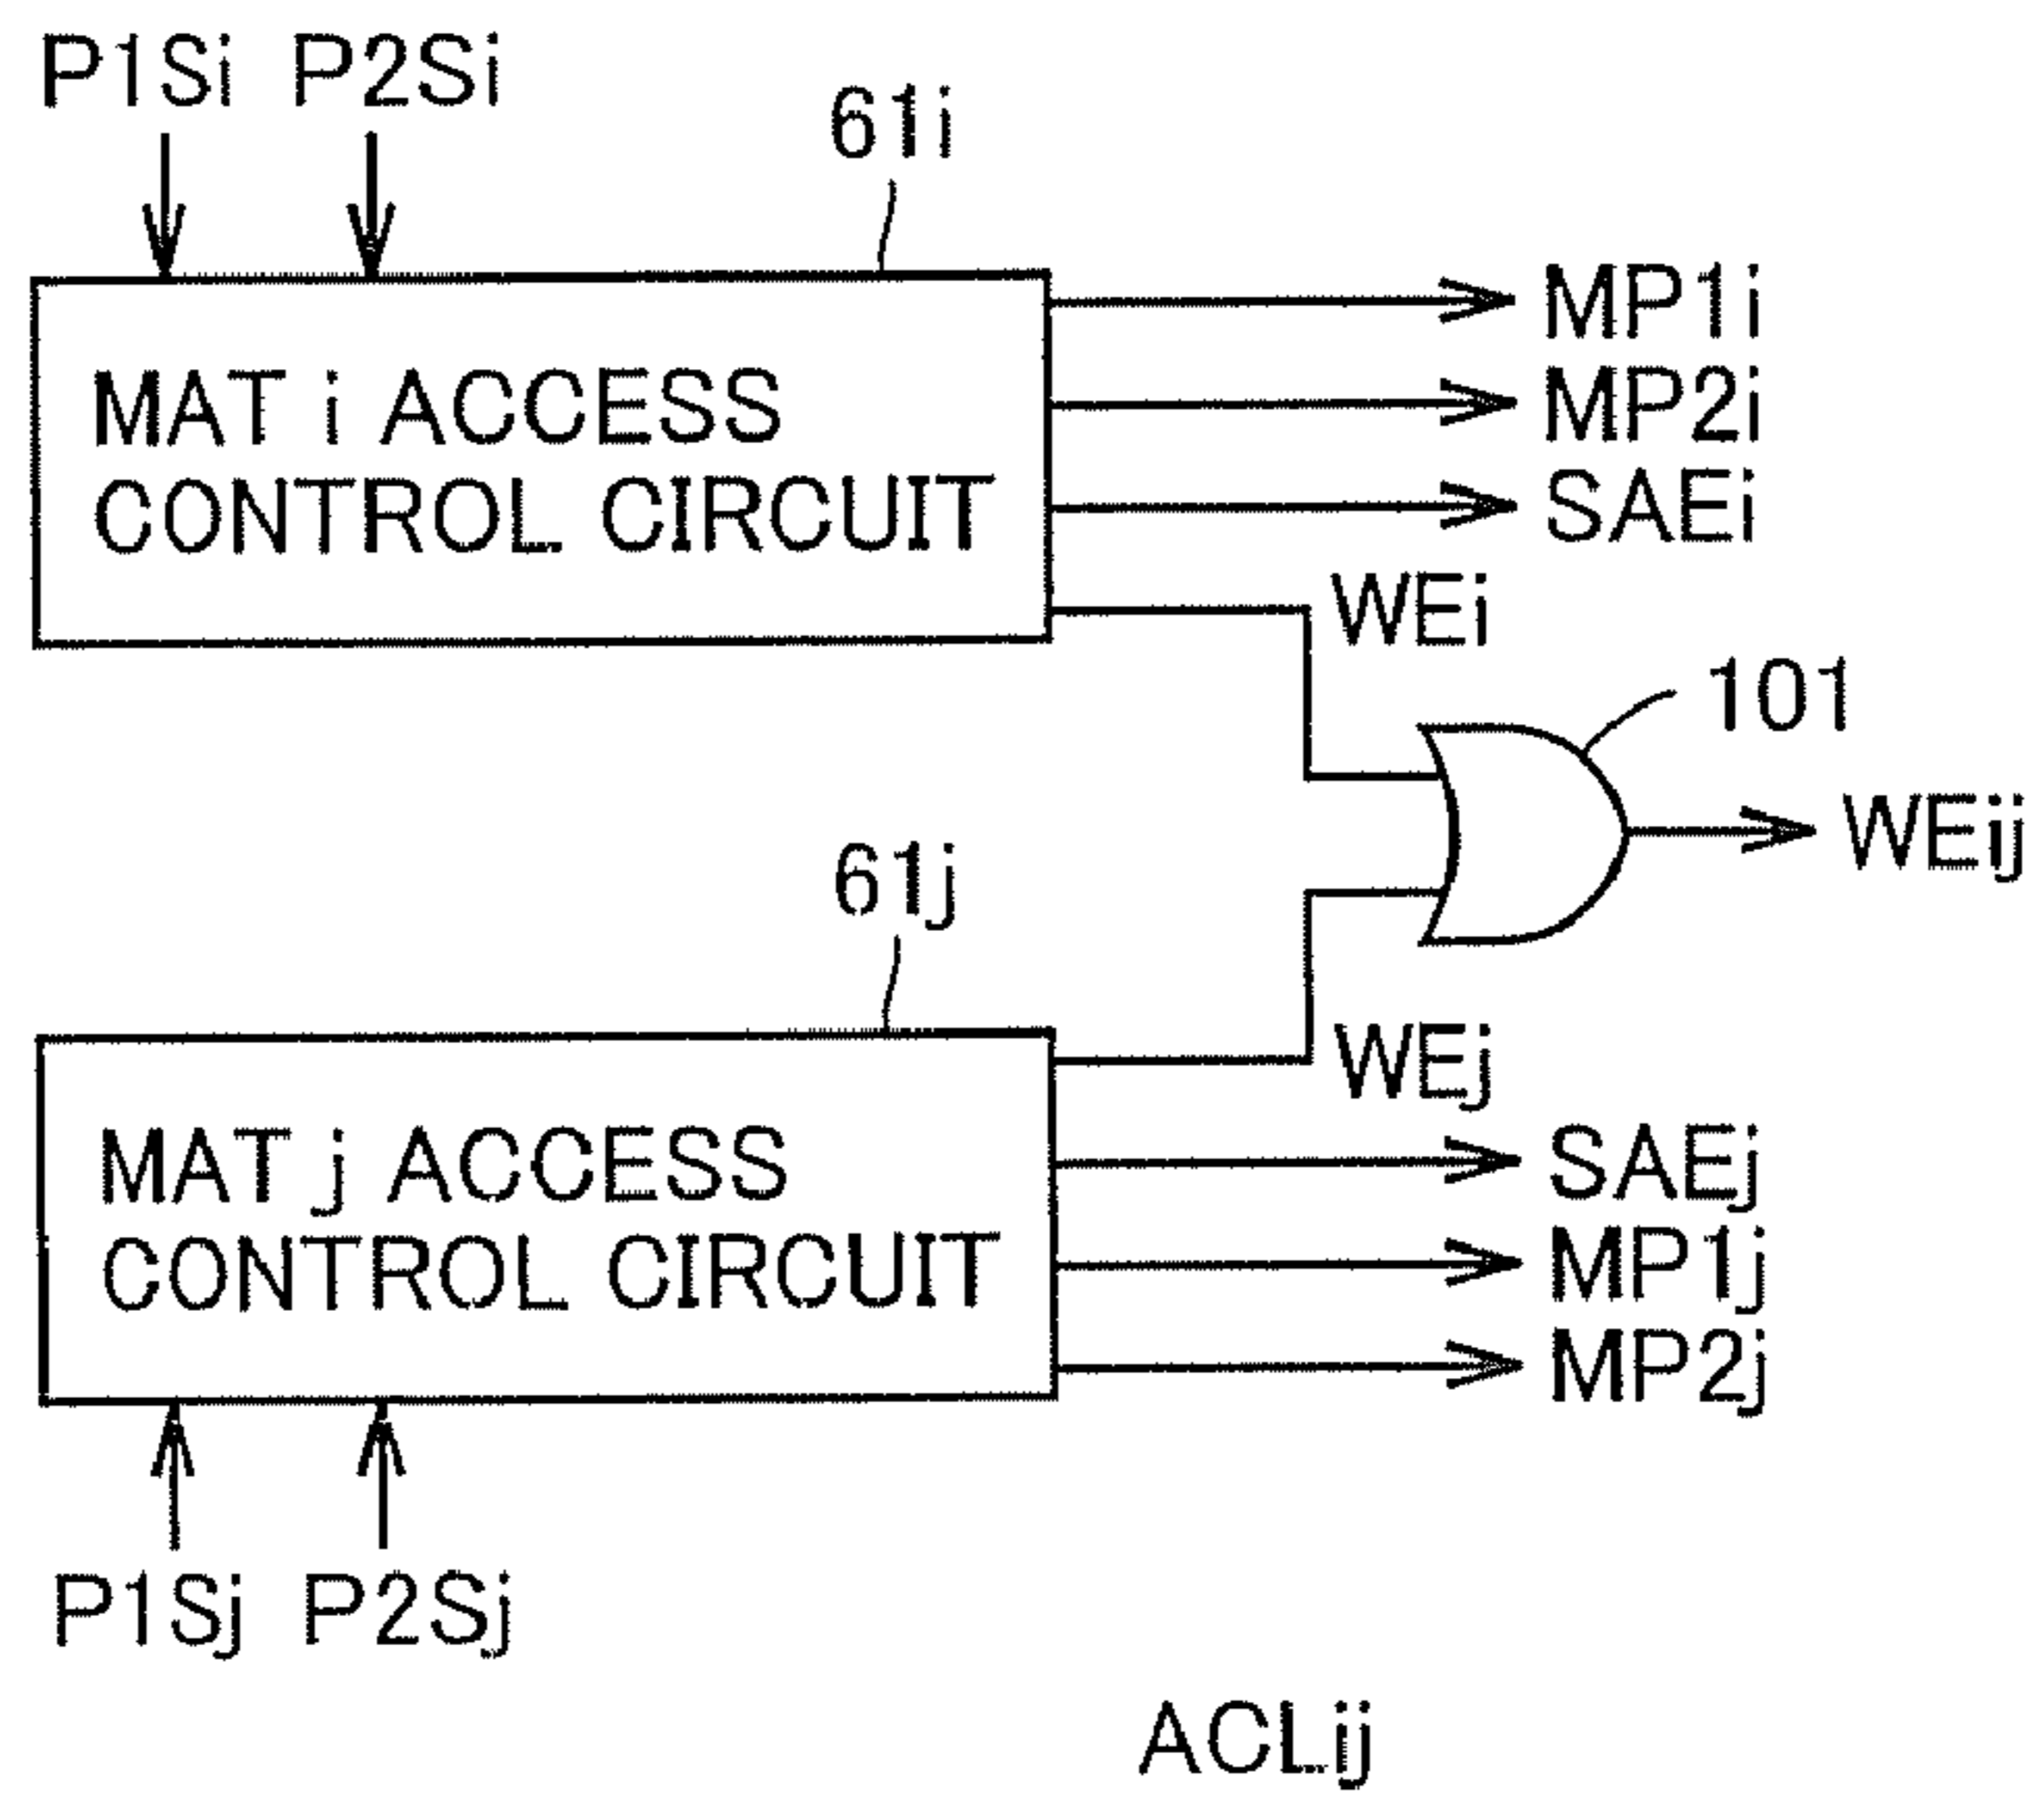 P1Si P2Si
61i
MAT i ACCESS
CONTROL CIRCUIT
MP1i
MP2i
SAEi
WEi
101
WEij
61j
WEj
MAT j ACCESS
CONTROL CIRCUIT
SAEj
MP1j
MP2j
P1Sj P2Sj
ACLij